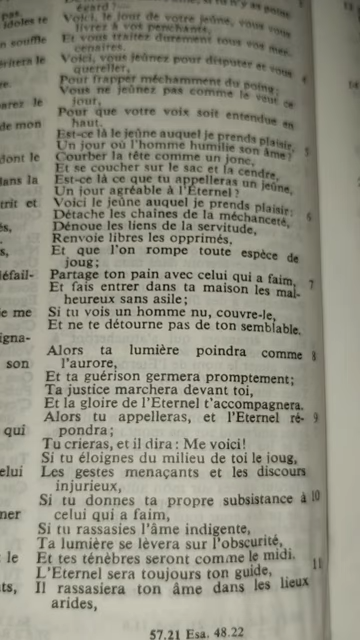 égard? —
Voici, le jour de votre jeûne, vous vous
livrez à vos penchants,
Et vous traitez durement tous vos mer-
cenaires.
Voici, vous jeûnez pour disputer et vous
quereller,
Pour frapper méchamment du poing;
Vous ne jeûnez pas comme le veut ce
jour,
Pour que votre voix soit entendue en
haut.
Est-ce là le jeûne auquel je prends plaisir,
Un jour où l'homme humilie son âme?
Courber la tête comme un jonc,
Et se coucher sur le sac et la cendre,
Est-ce là ce que tu appelleras un jeûne,
Un jour agréable à l'Eternel?
Voici le jeûne auquel je prends plaisir:
Détache les chaînes de la méchanceté,
Dénoue les liens de la servitude,
Renvoie libres les opprimés,
Et que l'on rompe toute espèce de
joug;
Partage ton pain avec celui qui a faim, 7
Et fais entrer dans ta maison les mal-
heureux sans asile;
Si tu vois un homme nu, couvre-le,
Et ne te détourne pas de ton semblable.
Alors ta lumière poindra comme 8
l'aurore,
Et ta guérison germera promptement;
Ta justice marchera devant toi,
Et la gloire de l'Eternel t'accompagnera.
Alors tu appelleras, et l'Eternel ré- 9
pondra;
Tu crieras, et il dira: Me voici!
Si tu éloignes du milieu de toi le joug,
Les gestes menaçants et les discours
injurieux,
Si tu donnes ta propre subsistance à 10
celui qui a faim,
Si tu rassasies l'âme indigente,
Ta lumière se lèvera sur l'obscurité,
Et tes ténèbres seront comme le midi.
L'Eternel sera toujours ton guide, 11
Il rassasiera ton âme dans les lieux
arides,
57.21 Esa. 48.22